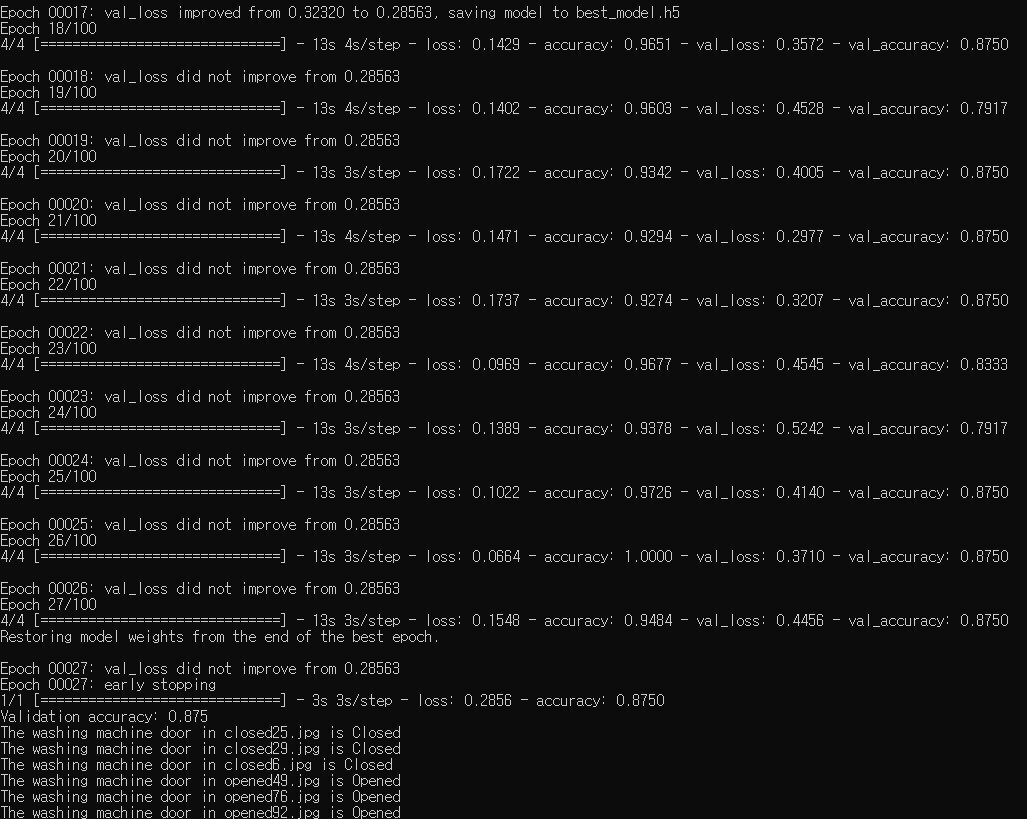 Epoch 00017: val_loss improved from 0.32320 to 0.28563, saving model to best_model.h5
Epoch 18/100
4/4 [==============================] - 13s 4s/step - loss: 0.1429 - accuracy: 0.9651 - val_loss: 0.3572 - val_accuracy: 0.8750
Epoch 00018: val_loss did not improve from 0.28563
Epoch 19/100
4/4 [==============================] - 13s 4s/step - loss: 0.1402 - accuracy: 0.9603 - val_loss: 0.4528 - val_accuracy: 0.7917
Epoch 00019: val_loss did not improve from 0.28563
Epoch 20/100
4/4 [==============================] - 13s 3s/step - loss: 0.1722 - accuracy: 0.9342 - val_loss: 0.4005 - val_accuracy: 0.8750
Epoch 00020: val_loss did not improve from 0.28563
Epoch 21/100
4/4 [==============================] - 13s 4s/step - loss: 0.1471 - accuracy: 0.9294 - val_loss: 0.2977 - val_accuracy: 0.8750
Epoch 00021: val_loss did not improve from 0.28563
Epoch 22/100
4/4 [==============================] - 13s 3s/step - loss: 0.1737 - accuracy: 0.9274 - val_loss: 0.3207 - val_accuracy: 0.8750
Epoch 00022: val_loss did not improve from 0.28563
Epoch 23/100
4/4 [==============================] - 13s 4s/step - loss: 0.0969 - accuracy: 0.9677 - val_loss: 0.4545 - val_accuracy: 0.8333
Epoch 00023: val_loss did not improve from 0.28563
Epoch 24/100
4/4 [==============================] - 13s 3s/step - loss: 0.1389 - accuracy: 0.9378 - val_loss: 0.5242 - val_accuracy: 0.7917
Epoch 00024: val_loss did not improve from 0.28563
Epoch 25/100
4/4 [==============================] - 13s 3s/step - loss: 0.1022 - accuracy: 0.9726 - val_loss: 0.4140 - val_accuracy: 0.8750
Epoch 00025: val_loss did not improve from 0.28563
Epoch 26/100
4/4 [==============================] - 13s 3s/step - loss: 0.0664 - accuracy: 1.0000 - val_loss: 0.3710 - val_accuracy: 0.8750
Epoch 00026: val_loss did not improve from 0.28563
Epoch 27/100
4/4 [==============================] - 13s 3s/step - loss: 0.1548 - accuracy: 0.9484 - val_loss: 0.4456 - val_accuracy: 0.8750
Restoring model weights from the end of the best epoch.
Epoch 00027: val_loss did not improve from 0.28563
Epoch 00027: early stopping
1/1 [==============================] - 3s 3s/step - loss: 0.2856 - accuracy: 0.8750
Validation accuracy: 0.875
The washing machine door in closed25.jpg is Closed
The washing machine door in closed29.jpg is Closed
The washing machine door in closed6.jpg is Closed
The washing machine door in opened49.jpg is Opened
The washing machine door in opened76.jpg is Opened
The washing machine door in opened92.jpg is Opened